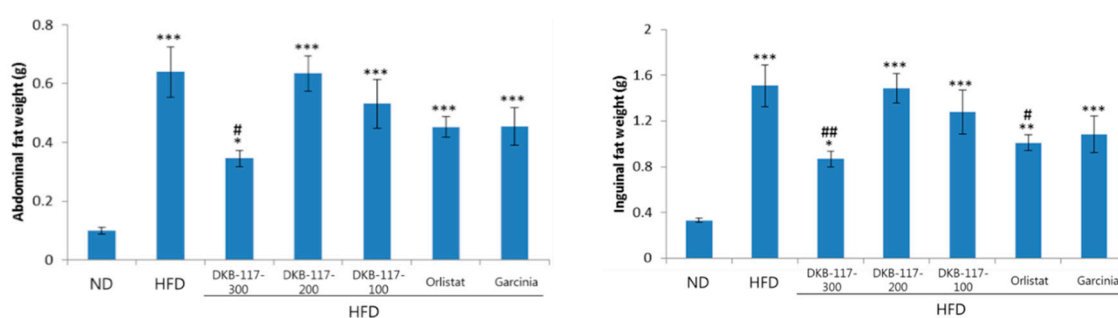 Abdominal fat weight (g)
0.8
0.6
0.4
0.2
0
***
#
*
***
***
***
***
ND
HFD
DKB-117-
300
DKB-117-
200
DKB-117-
100
Orlistat
Garcinia
HFD
Inguinal fat weight (g)
2
1.6
1.2
0.8
0.4
0
***
##
*
***
***
#
**
***
ND
HFD
DKB-117-
300
DKB-117-
200
DKB-117-
100
Orlistat
Garcinia
HFD